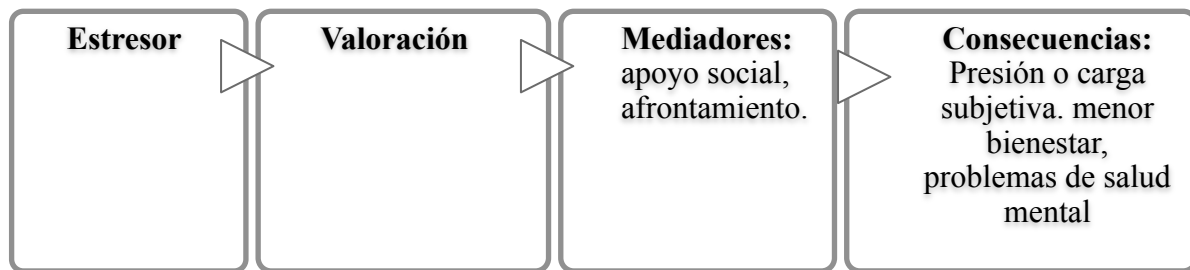 Estresor
Valoración
Mediadores:
apoyo social,
afrontamiento.
Consecuencias:
Presión o carga
subjetiva. menor
bienestar,
problemas de salud
mental